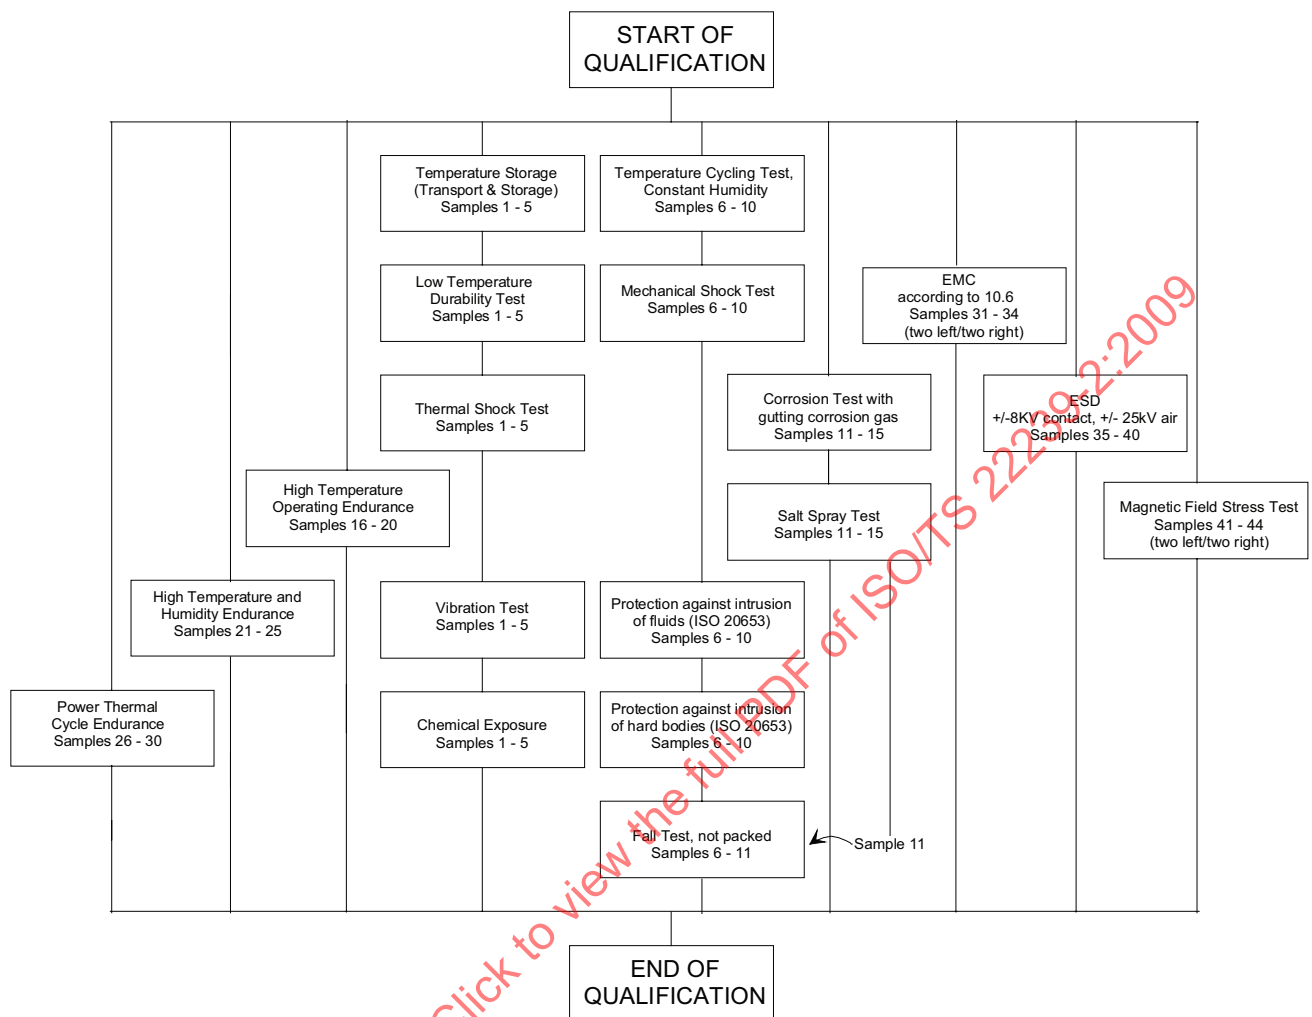 START OF
QUALIFICATION
Temperature Storage
(Transport & Storage)
Samples 1 - 5
Temperature Cycling Test,
Constant Humidity
Samples 6 - 10
Low Temperature
Durability Test
Samples 1 - 5
Mechanical Shock Test
Samples 6 - 10
EMC
according to 10.6
Samples 31 - 34
(two left/two right)
Thermal Shock Test
Samples 1 - 5
Corrosion Test with
gutting corrosion gas
Samples 11 - 15
ESD
+/-8KV contact, +/- 25kV air
Samples 35 - 40
High Temperature
Operating Endurance
Samples 16 - 20
Salt Spray Test
Samples 11 - 15
Magnetic Field Stress Test
Samples 41 - 44
(two left/two right)
High Temperature and
Humidity Endurance
Samples 21 - 25
Vibration Test
Samples 1 - 5
Protection against intrusion
of fluids (ISO 20653)
Samples 6 - 10
Power Thermal
Cycle Endurance
Samples 26 - 30
Chemical Exposure
Samples 1 - 5
Protection against intrusion
of hard bodies (ISO 20653)
Samples 6 - 10
Fall Test, not packed
Samples 6 - 11
Sample 11
END OF
QUALIFICATION
Click to view the full PDF of ISO/TS 22239-2:2009